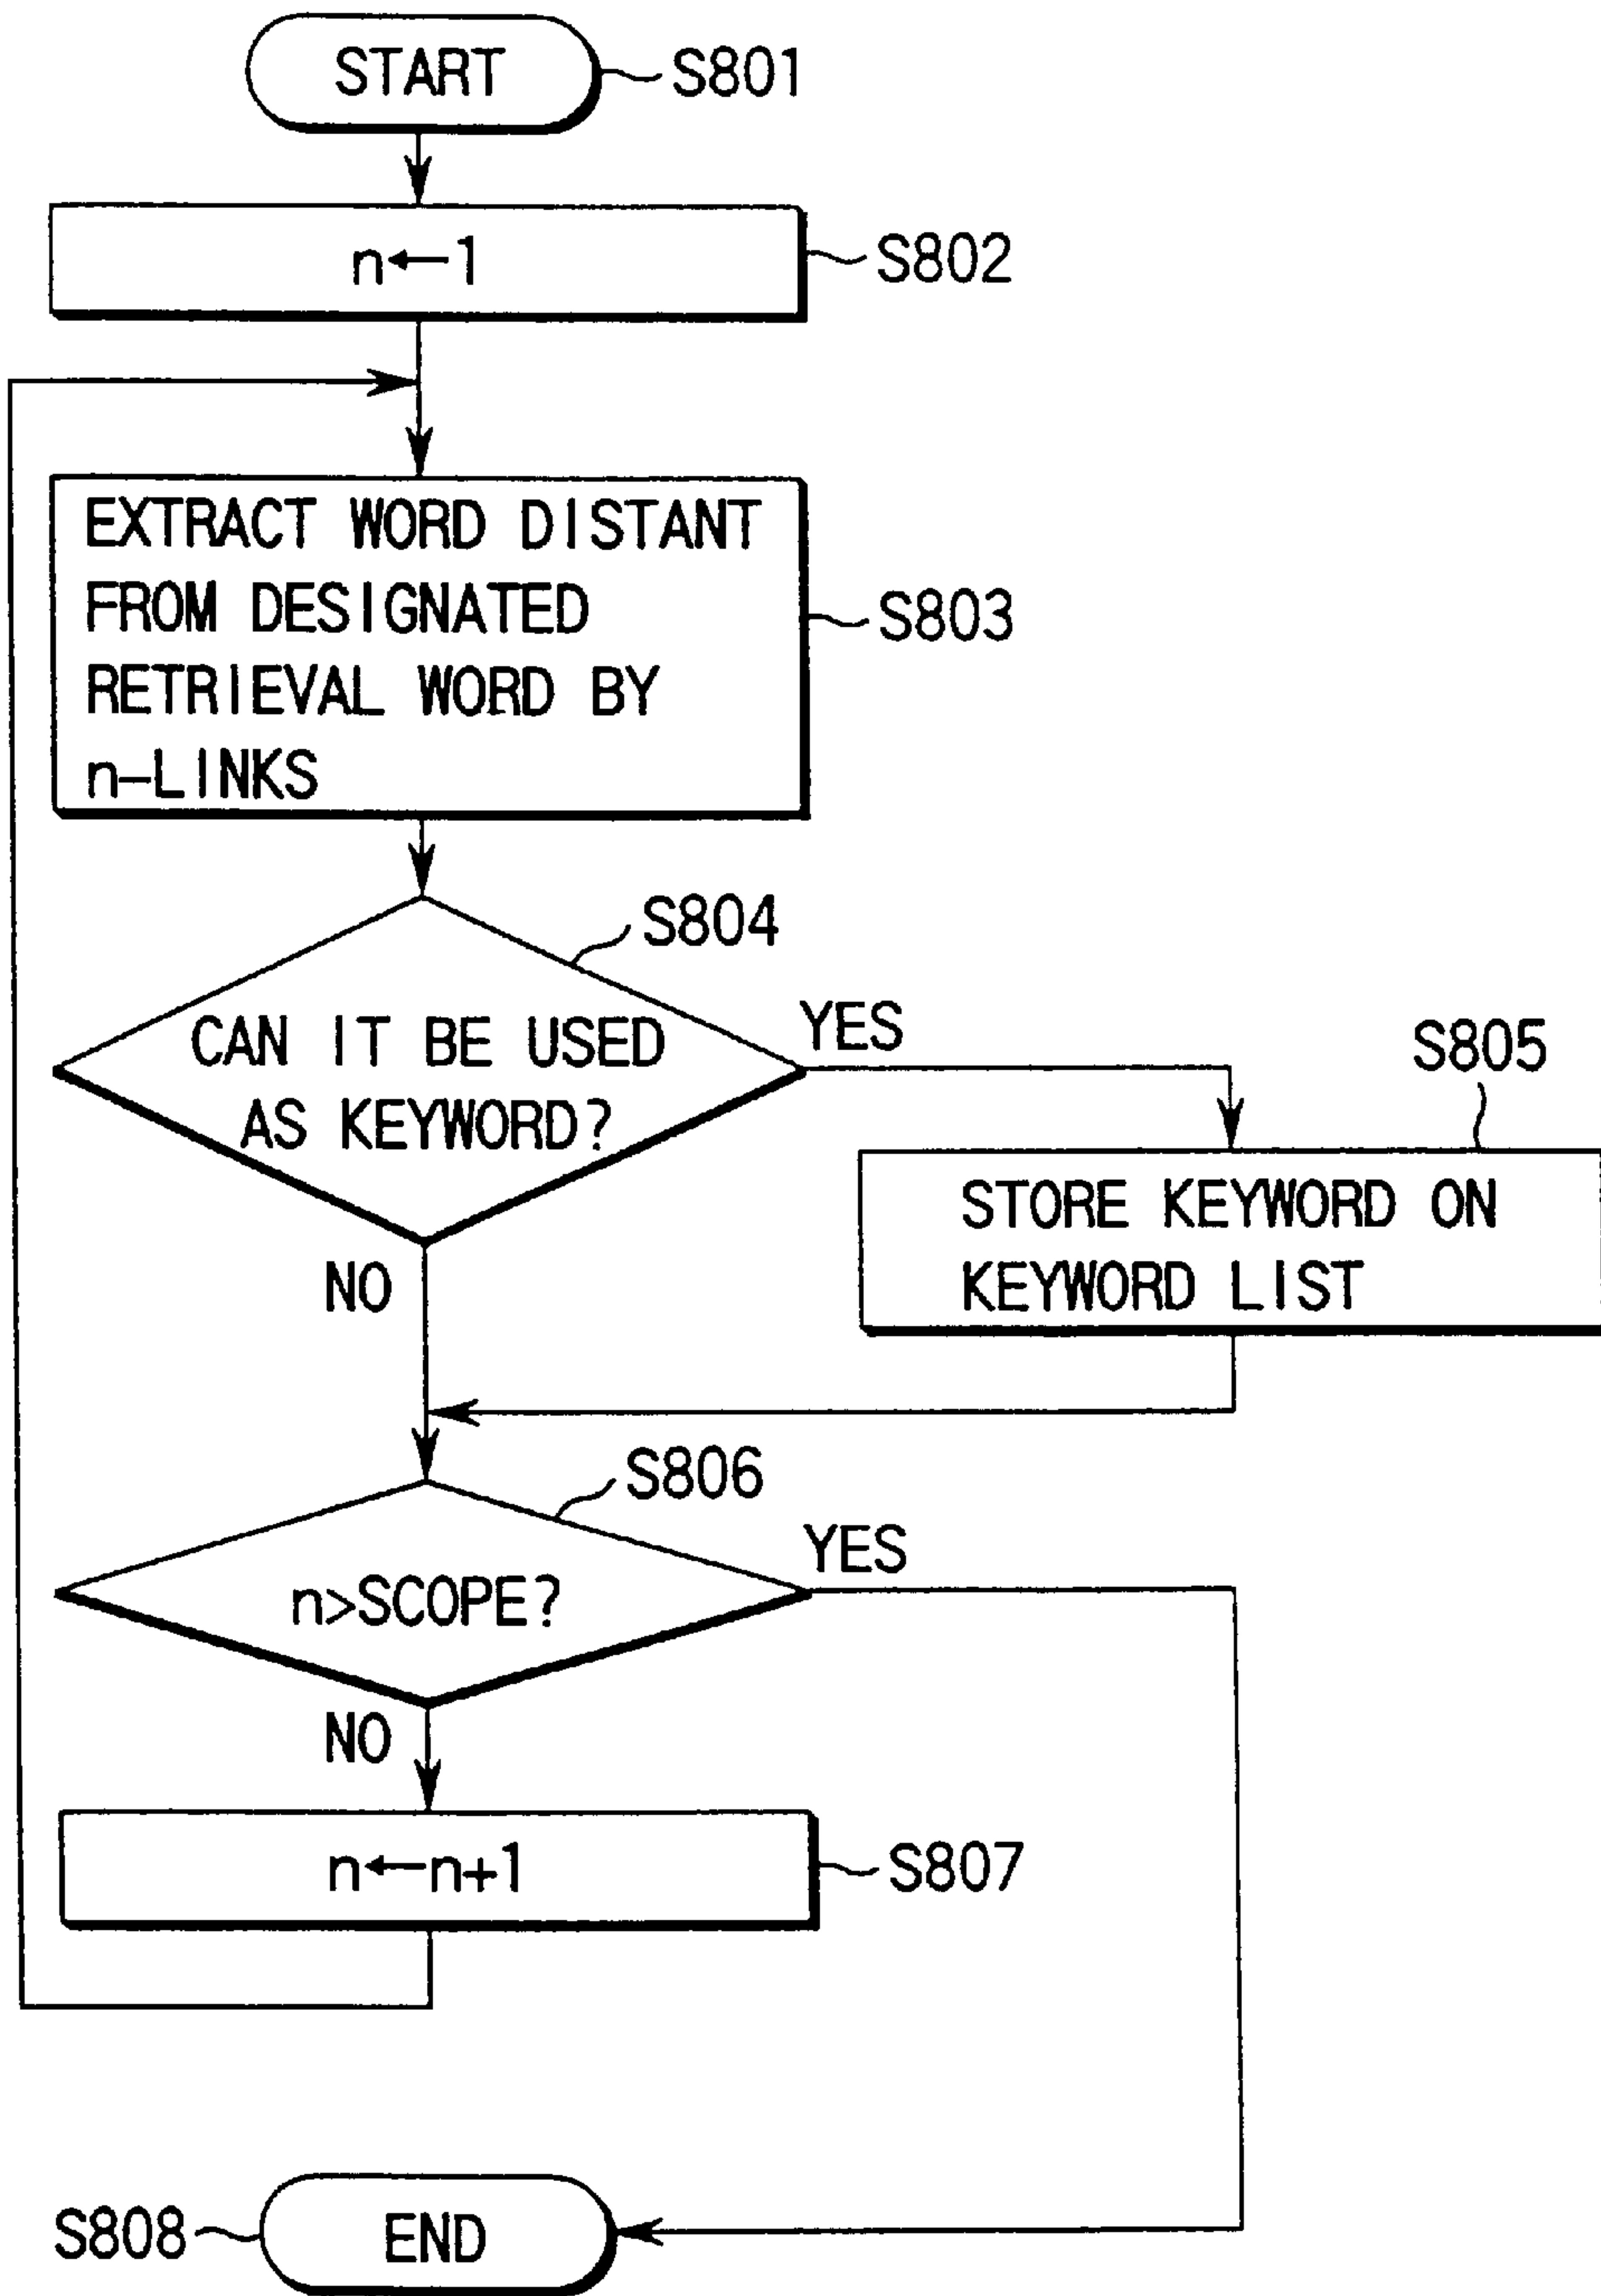 START
S801
n←1
S802
EXTRACT WORD DISTANT
FROM DESIGNATED
RETRIEVAL WORD BY
n-LINKS
S803
S804
CAN IT BE USED
AS KEYWORD?
YES
NO
S805
STORE KEYWORD ON
KEYWORD LIST
S806
n>SCOPE?
YES
NO
n←n+1
S807
S808
END